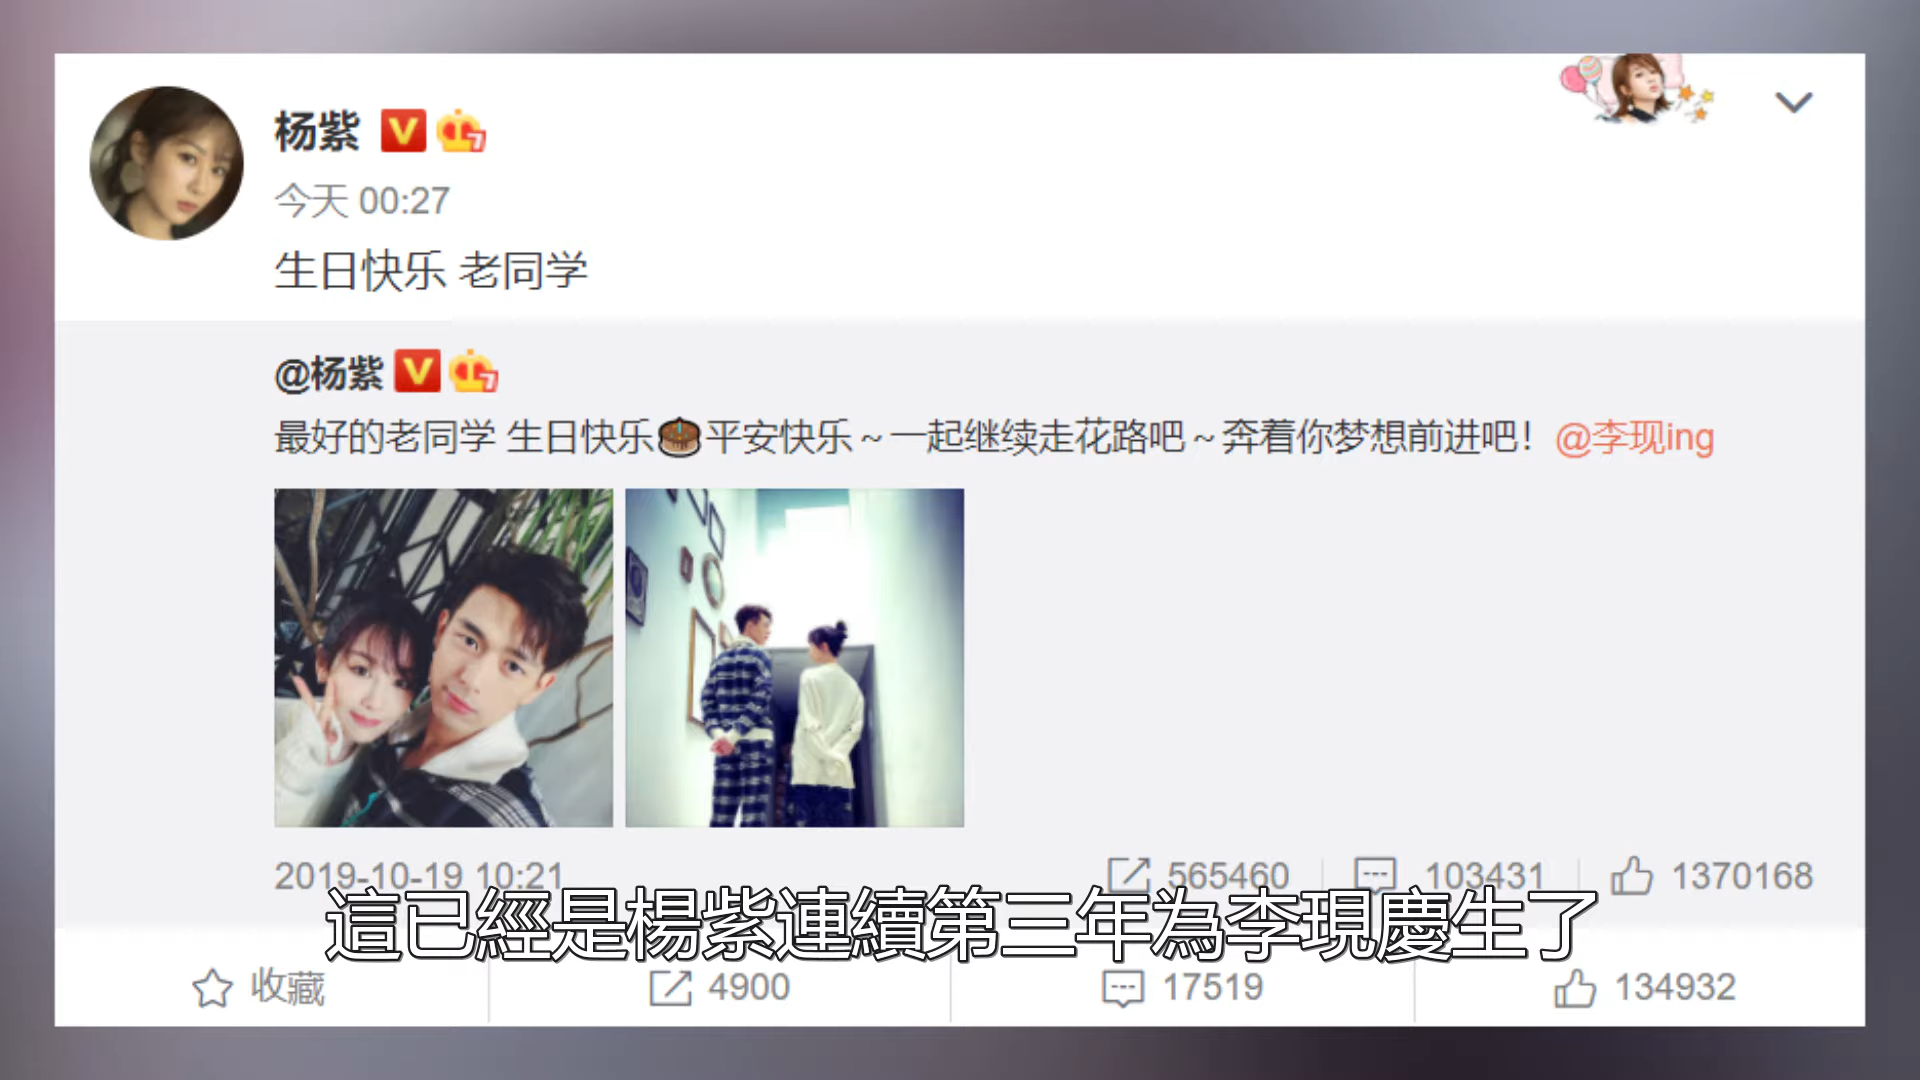 杨紫
今天 00:27
生日快乐 老同学
@杨紫
最好的老同学 生日快乐🎂平安快乐～一起继续走花路吧～奔着你梦想前进吧！ @李现ing
2019-10-19 10:21 565460 103431 1370168
這已經是楊紫連續第三年為李現慶生了
收藏 4900 17519 134932